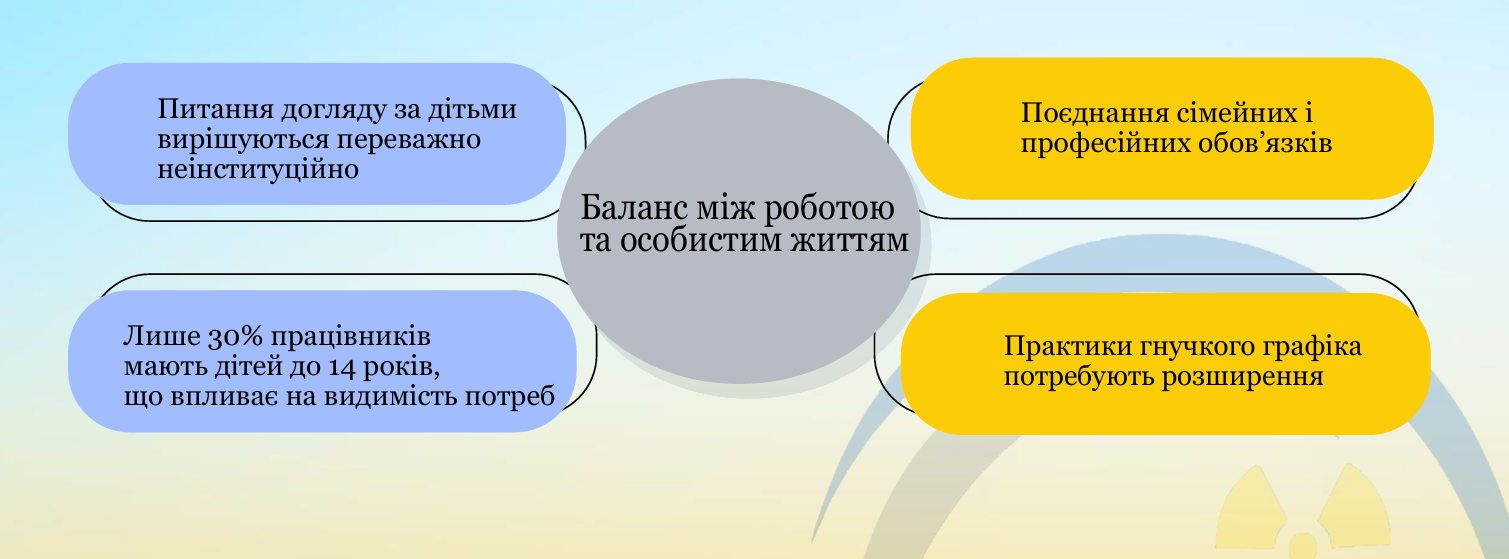 Питання догляду за дітьми
вирішуються переважно
неінституційно
Поєднання сімейних і
професійних обов’язків
Баланс між роботою
та особистим життям
Лише 30% працівників
мають дітей до 14 років,
що впливає на видимість потреб
Практики гнучкого графіка
потребують розширення